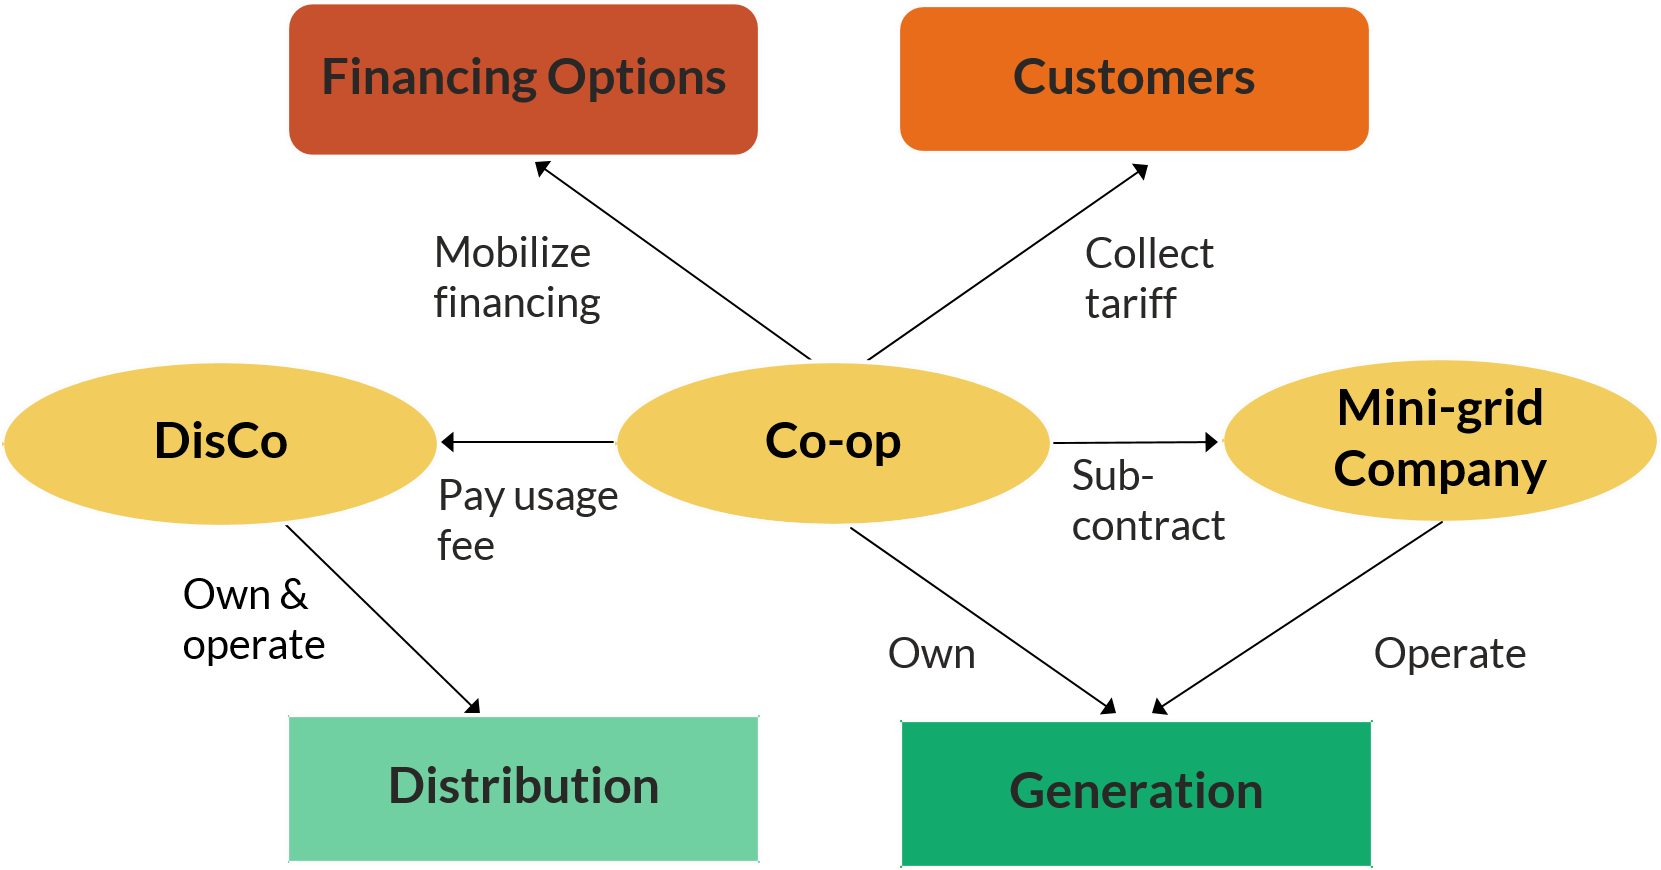 Financing Options
Customers
Mobilize
financing
Collect
tariff
DisCo
Co-op
Mini-grid
Company
Pay usage
fee
Sub-
contract
Own &
operate
Own
Operate
Distribution
Generation